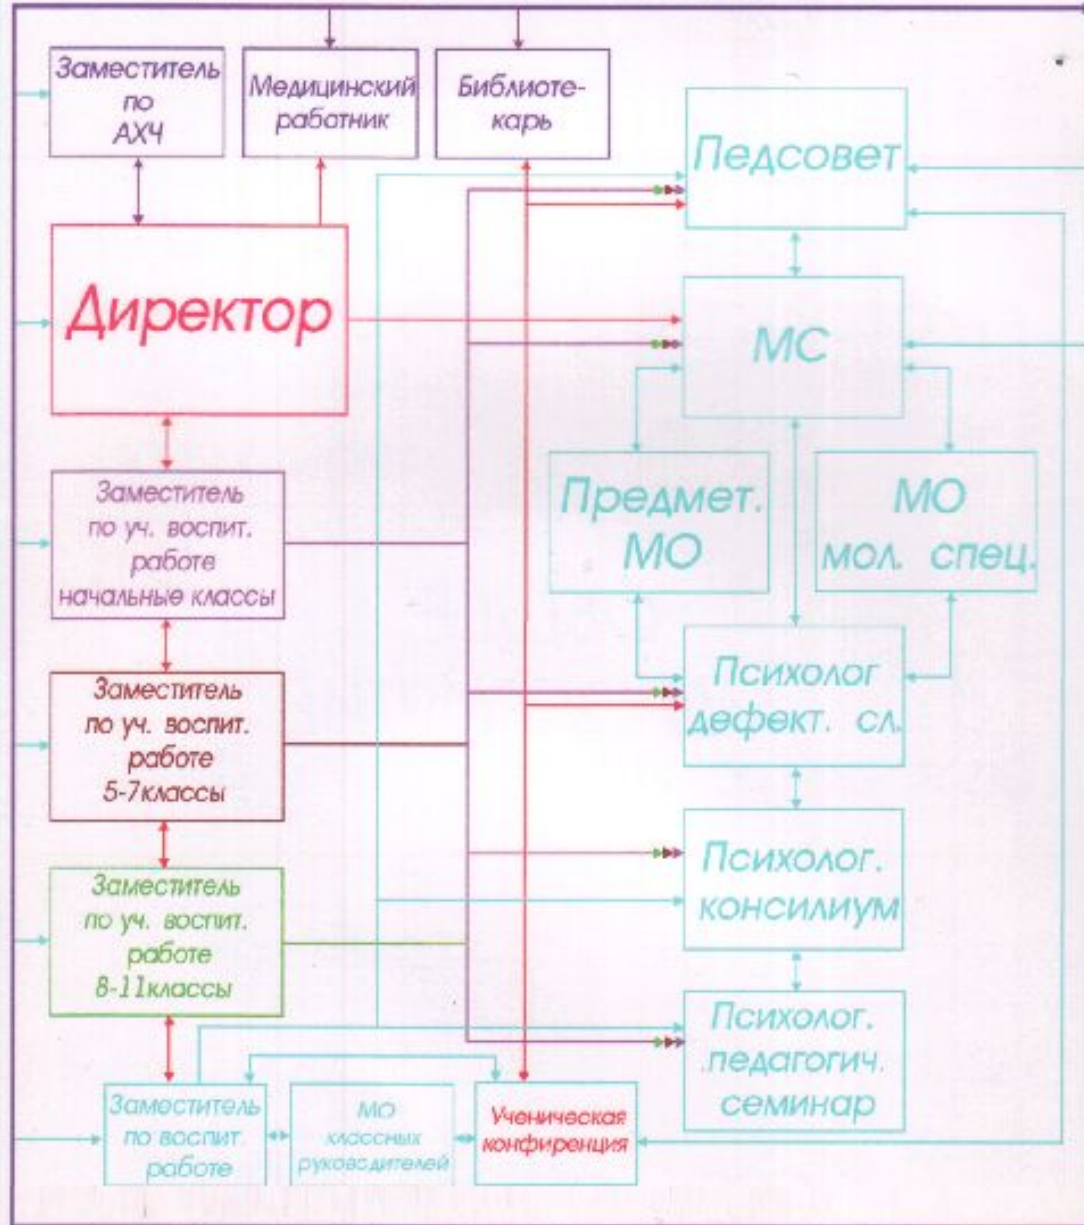 Заместитель
по
АХЧ
Медицинский
работник
Библиоте-
карь
Педсовет
Директор
МС
Заместитель
по уч. воспит.
работе
начальные классы
Предмет.
МО
МО
мол. спец.
Заместитель
по уч. воспит.
работе
5-7классы
Психолог
дефект. сл.
Заместитель
по уч. воспит.
работе
8-11классы
Психолог.
консилиум
Психолог.
.педагогич.
семинар
Заместитель
по воспит.
работе
МО
классных
руководителей
Ученическая
конфиренция